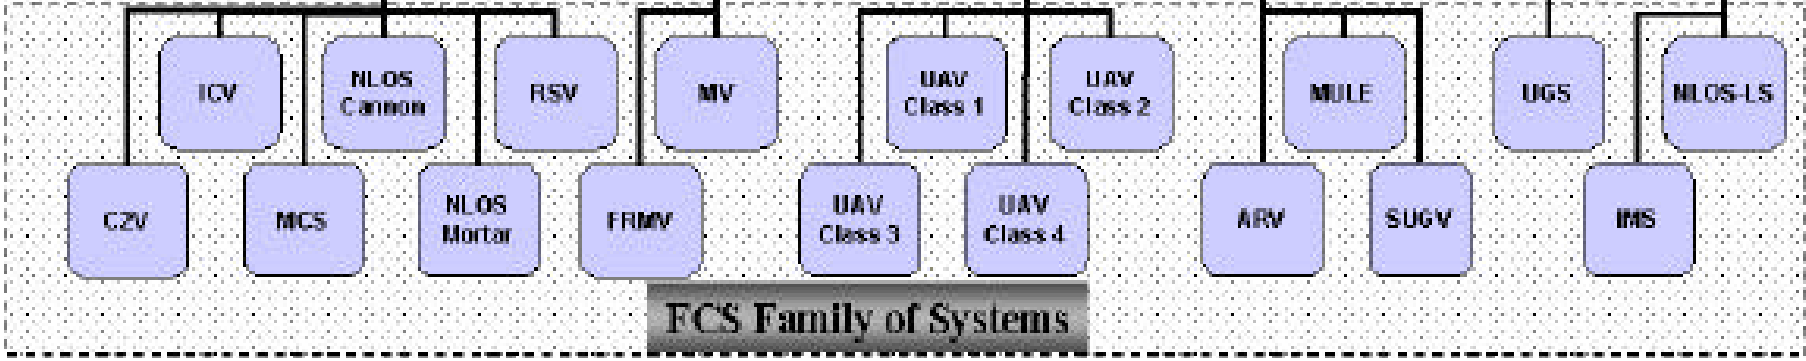 ICV
NLOS
Cannon
RSV
MV
UAV
Class 1
UAV
Class 2
MULE
UGS
NLOS-LS
C2V
MCS
NLOS
Mortar
FRMV
UAV
Class 3
UAV
Class 4
ARV
SUGV
IMS
FCS Family of Systems